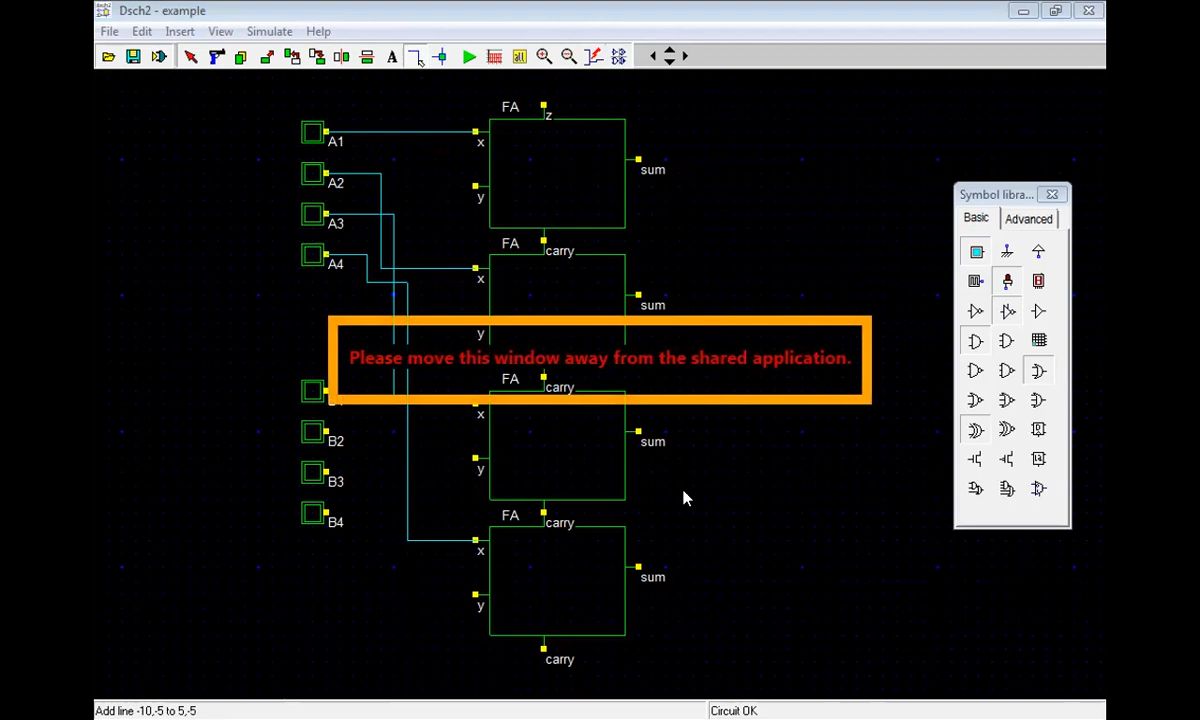 Dsch2 - example
File Edit Insert View Simulate Help
A
FA
z
A1
x
A2
sum
y
A3
FA
carry
A4
x
sum
y
Please move this window away from the shared application.
FA
carry
x
B2
sum
y
B3
FA
carry
B4
x
sum
y
carry
Symbol libra...
Basic
Advanced
Add line -10,-5 to 5,-5
Circuit OK